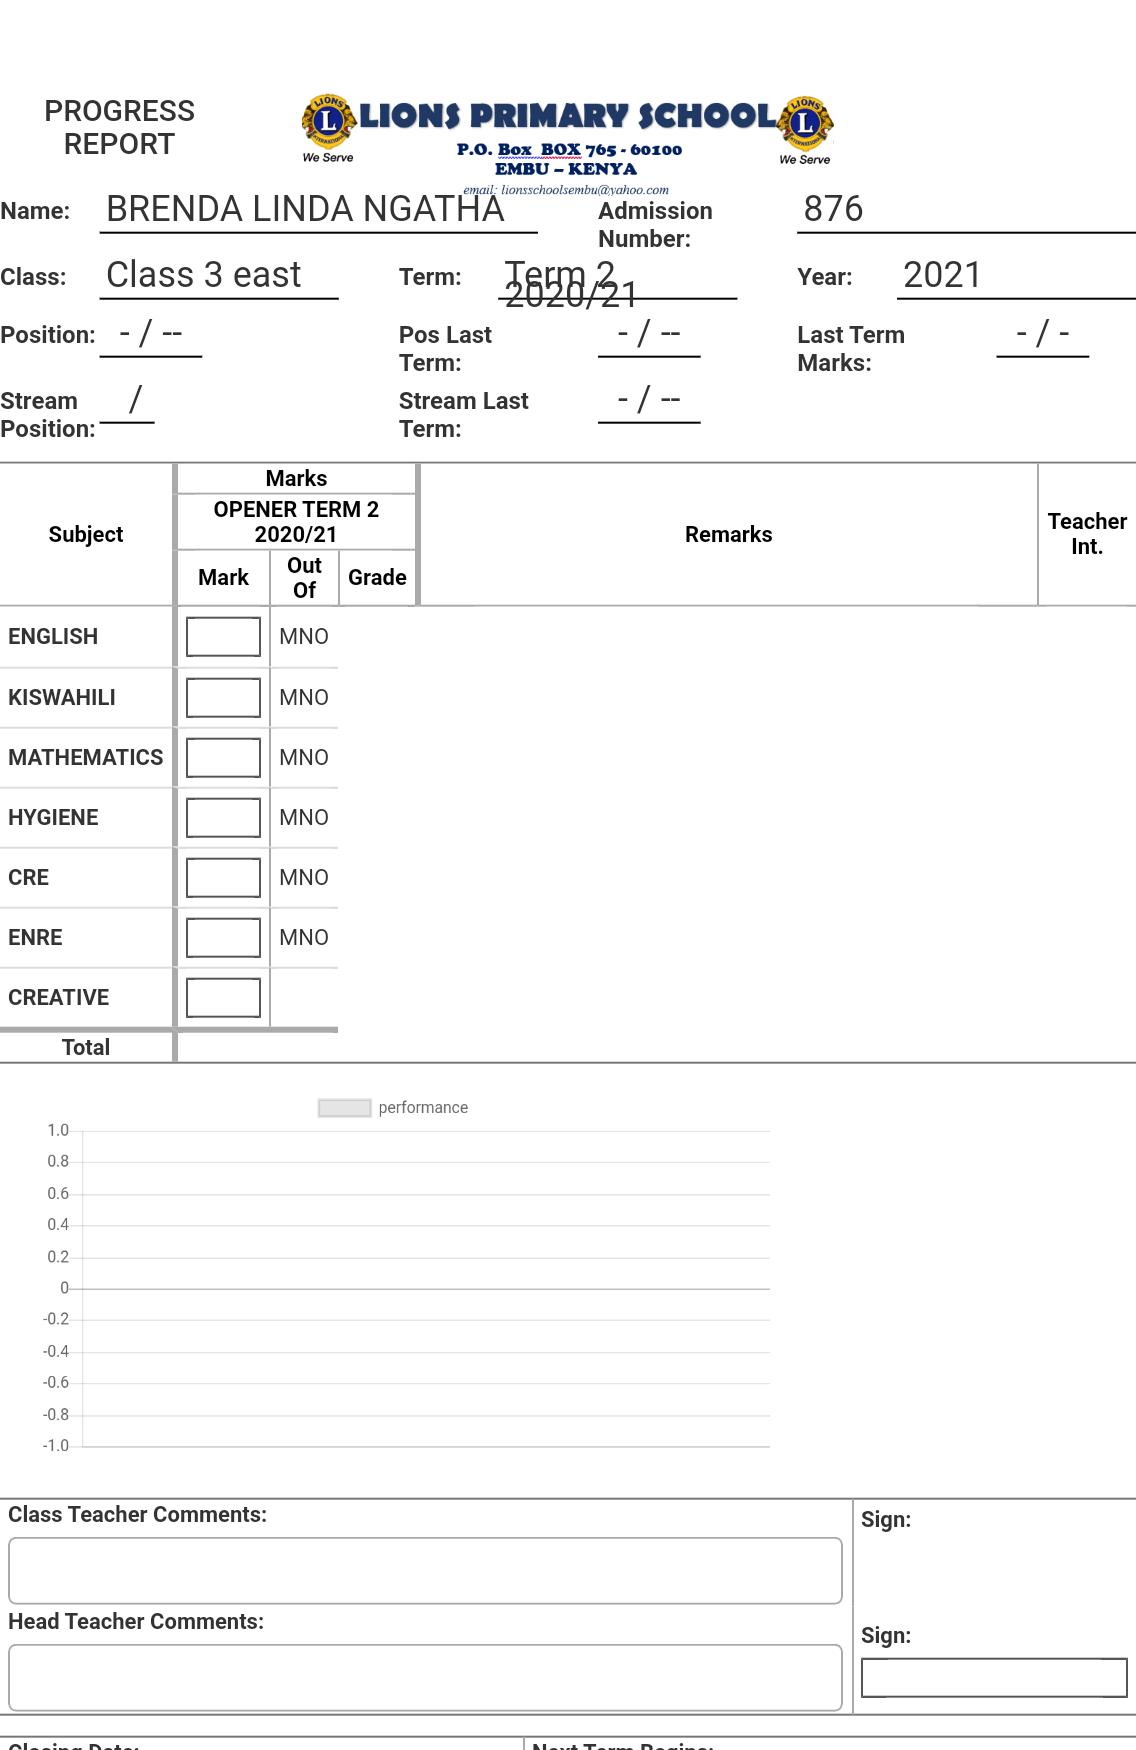 PROGRESS
REPORT
LIONS PRIMARY SCHOOL
LIONS
L
INTERNATIONAL
We Serve
LIONS
L
INTERNATIONAL
We Serve
P.O. Box BOX 765 - 60100
EMBU – KENYA
email: lionsschoolsembu@yahoo.com
Name: BRENDA LINDA NGATHA Admission Number: 876
Class: Class 3 east Term: Term 2 2020/21 Year: 2021
Position: - / -- Pos Last Term: - / -- Last Term Marks: - / -
Stream Position: / Stream Last Term: - / --
Subject Marks Remarks Teacher Int.
OPENER TERM 2
2020/21
Mark Out Of Grade
ENGLISH MNO
KISWAHILI MNO
MATHEMATICS MNO
HYGIENE MNO
CRE MNO
ENRE MNO
CREATIVE
Total
performance
1.0
0.8
0.6
0.4
0.2
0
-0.2
-0.4
-0.6
-0.8
-1.0
Class Teacher Comments: Sign:
Head Teacher Comments: Sign:
Closing Date: Next Term Begins: